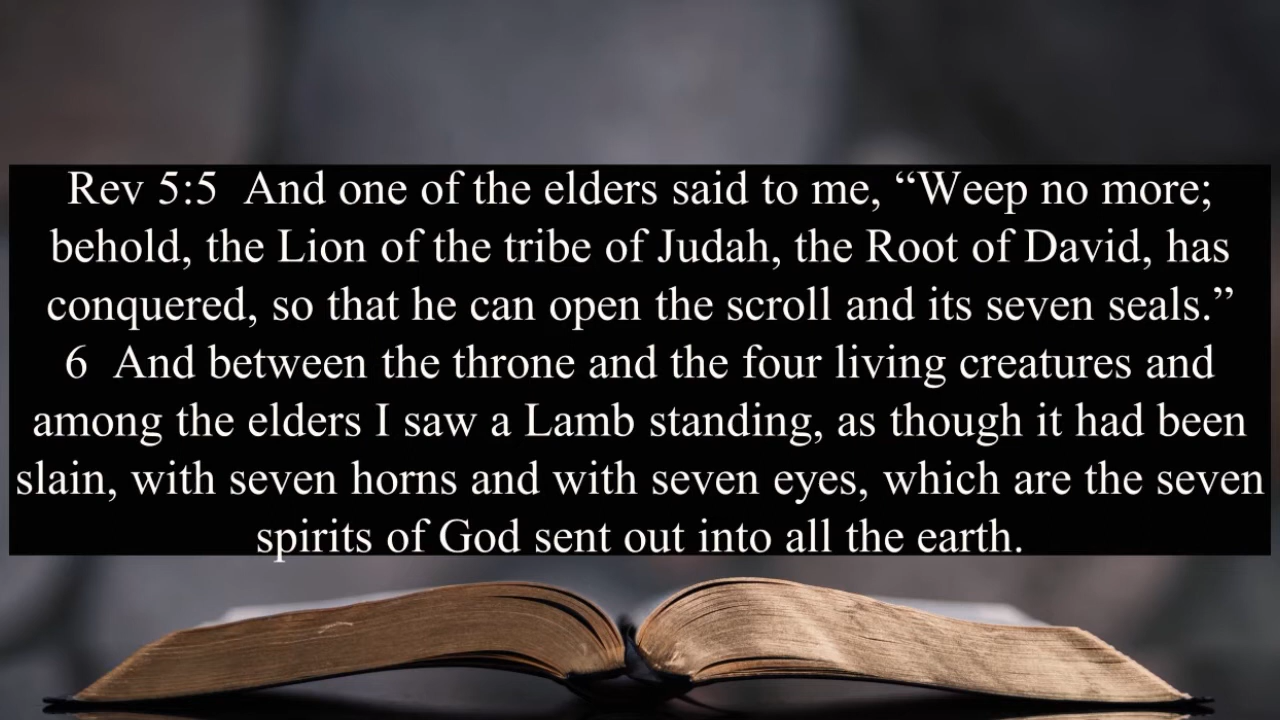 Rev 5:5  And one of the elders said to me, “Weep no more;
behold, the Lion of the tribe of Judah, the Root of David, has
conquered, so that he can open the scroll and its seven seals.”
6  And between the throne and the four living creatures and
among the elders I saw a Lamb standing, as though it had been
slain, with seven horns and with seven eyes, which are the seven
spirits of God sent out into all the earth.